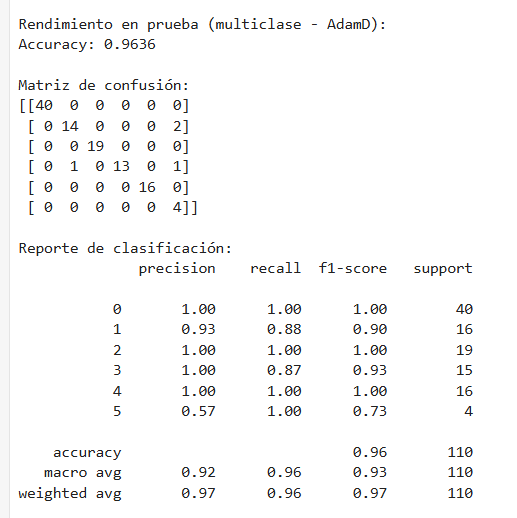 Rendimiento en prueba (multiclase - AdamD):
Accuracy: 0.9636
Matriz de confusión:
[[40  0  0  0  0  0]
 [ 0 14  0  0  0  2]
 [ 0  0 19  0  0  0]
 [ 0  1  0 13  0  1]
 [ 0  0  0  0 16  0]
 [ 0  0  0  0  0  4]]
Reporte de clasificación:
              precision    recall  f1-score   support
           0       1.00      1.00      1.00        40
           1       0.93      0.88      0.90        16
           2       1.00      1.00      1.00        19
           3       1.00      0.87      0.93        15
           4       1.00      1.00      1.00        16
           5       0.57      1.00      0.73         4
    accuracy                           0.96       110
   macro avg       0.92      0.96      0.93       110
weighted avg       0.97      0.96      0.97       110